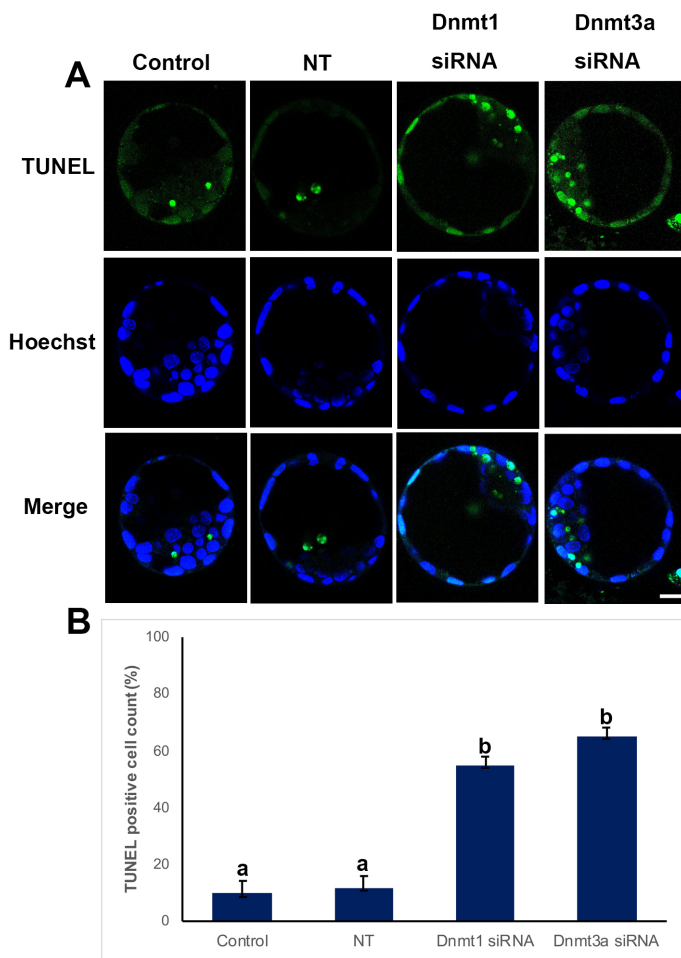 Dnmt1 Dnmt3a
Control NT siRNA siRNA
A
TUNEL
Hoechst
Merge
B
100
80
60
40
20
0
TUNEL positive cell count (%)
a
a
b
b
Control NT Dnmt1 siRNA Dnmt3a siRNA